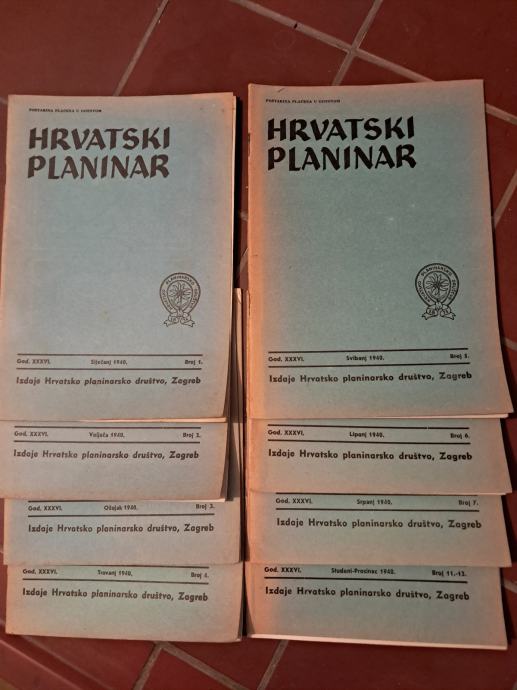 POŠTARINA PLAĆENA U GOTOVOM
HRVATSKI
PLANINAR
God. XXXVI. Siječanj 1940. Broj 1.
Izdaje Hrvatsko planinarsko društvo, Zagreb
God. XXXVI. Veljača 1940. Broj 2.
Izdaje Hrvatsko planinarsko društvo, Zagreb
God. XXXVI. Ožujak 1940. Broj 3.
Izdaje Hrvatsko planinarsko društvo, Zagreb
God. XXXVI. Travanj 1940. Broj 4.
Izdaje Hrvatsko planinarsko društvo, Zagreb
POŠTARINA PLAĆENA U GOTOVOM
HRVATSKI
PLANINAR
God. XXXVI. Svibanj 1940. Broj 5.
Izdaje Hrvatsko planinarsko društvo, Zagreb
God. XXXVI. Lipanj 1940. Broj 6.
Izdaje Hrvatsko planinarsko društvo, Zagreb
God. XXXVI. Srpanj 1940. Broj 7.
Izdaje Hrvatsko planinarsko društvo, Zagreb
God. XXXVI. Studeni-Prosinac 1940. Broj 11.-12.
Izdaje Hrvatsko planinarsko društvo, Zagreb